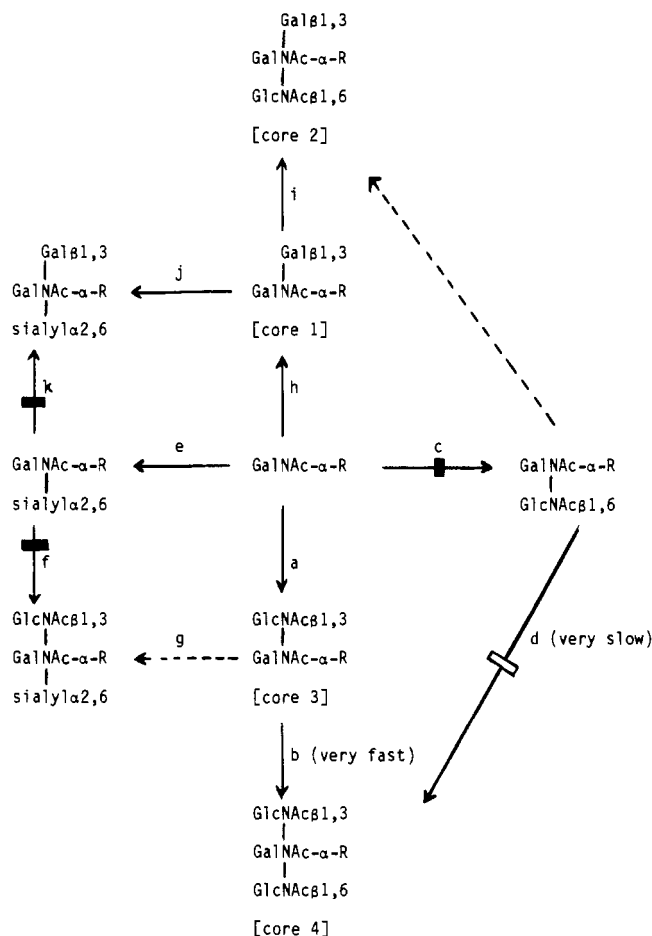 Galβ1,3
GalNAc-α-R
GlcNAcβ1,6
[core 2]
i
Galβ1,3
GalNAc-α-R
sialylα2,6
j
Galβ1,3
GalNAc-α-R
[core 1]
k
h
GalNAc-α-R
sialylα2,6
e
GalNAc-α-R
c
GalNAc-α-R
GlcNAcβ1,6
f
a
d (very slow)
GlcNAcβ1,3
GalNAc-α-R
sialylα2,6
g
GlcNAcβ1,3
GalNAc-α-R
[core 3]
b (very fast)
GlcNAcβ1,3
GalNAc-α-R
GlcNAcβ1,6
[core 4]